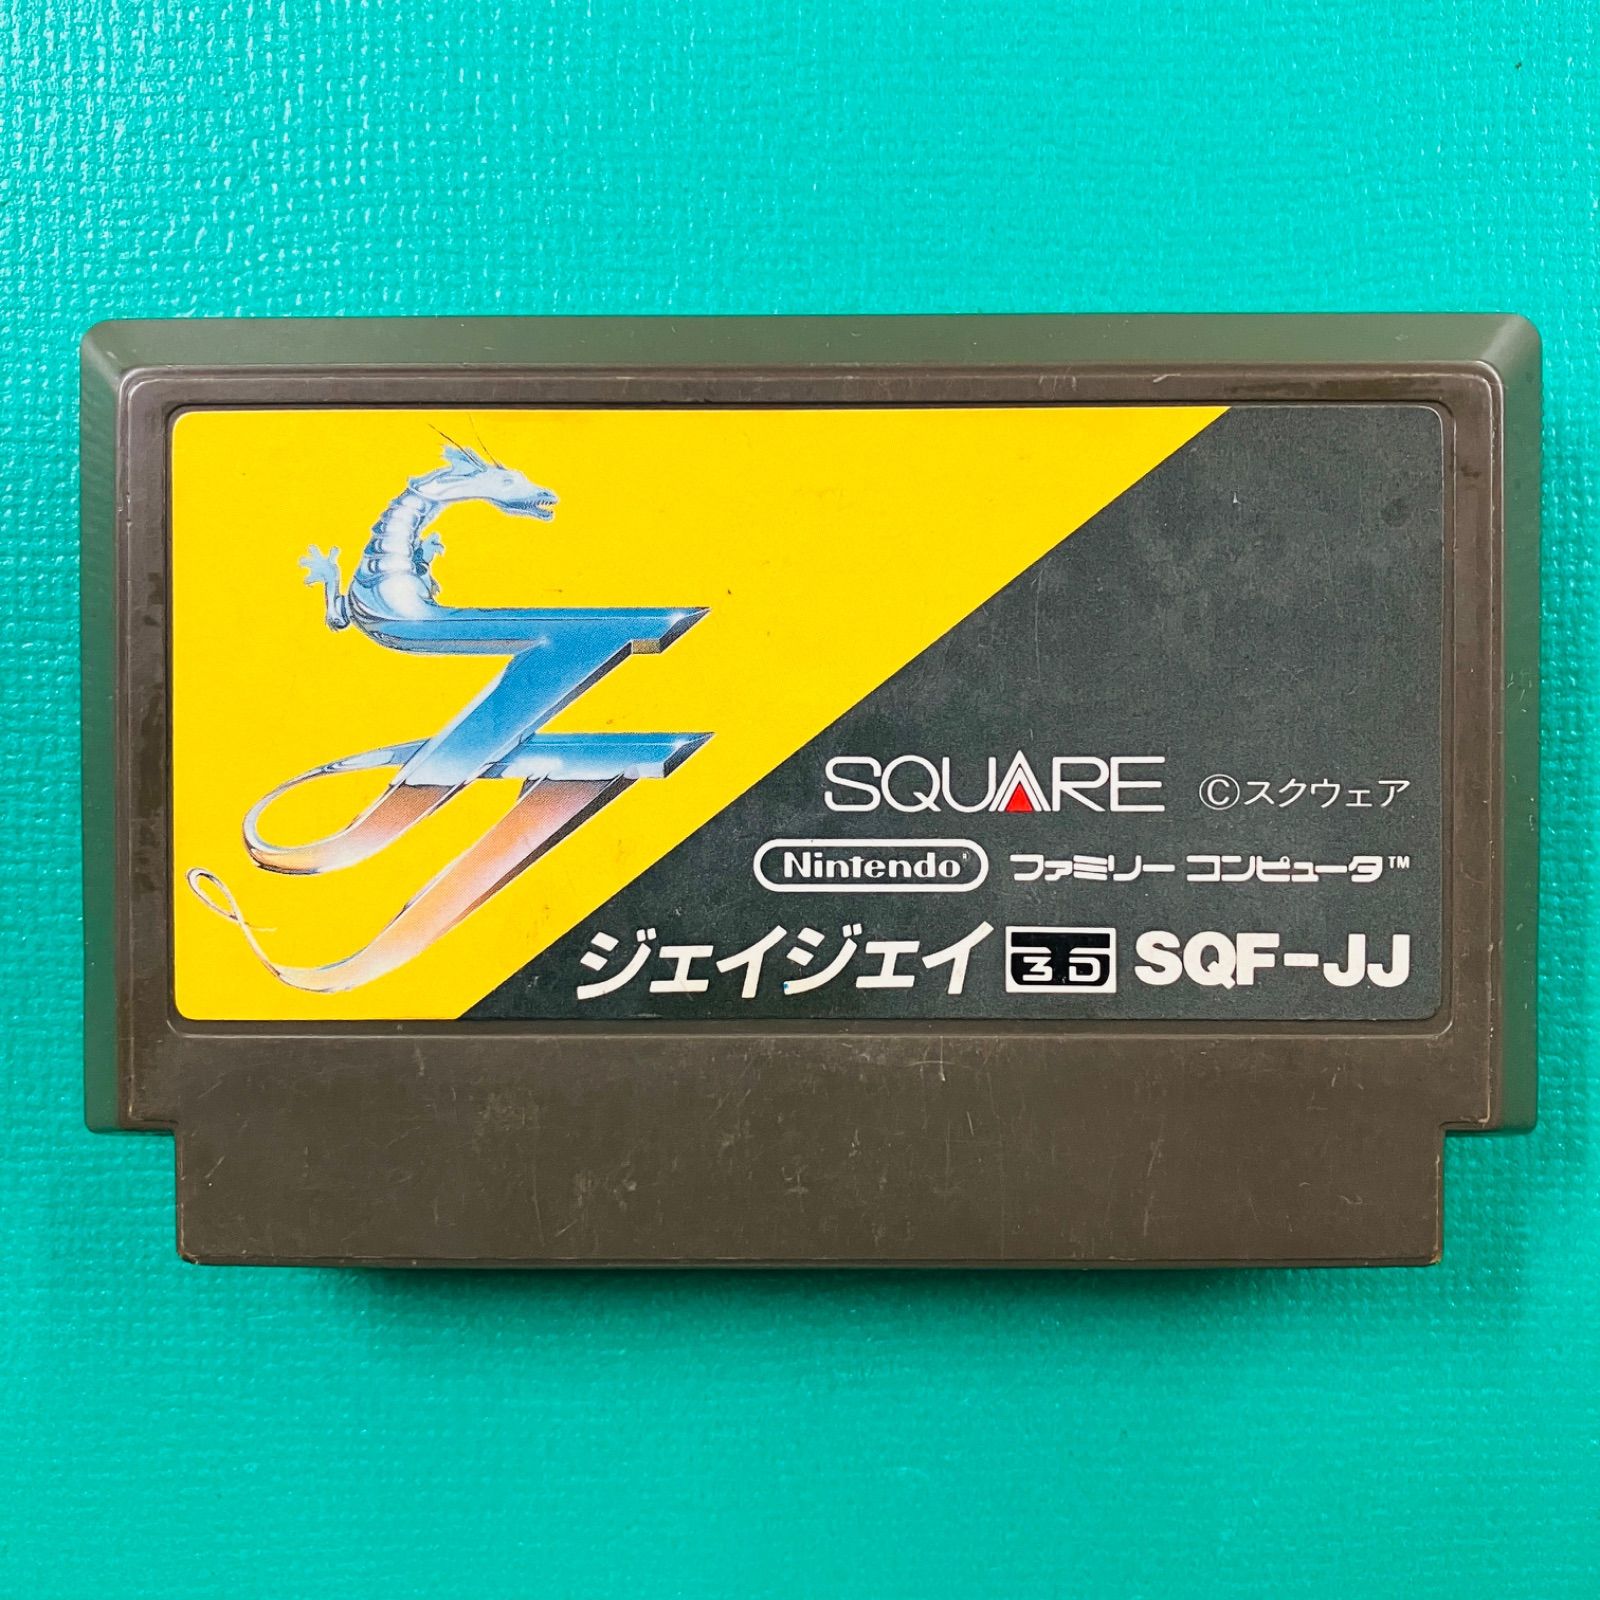 JJ
SQUARE ©スクウェア
Nintendo ファミリーコンピュータ™
ジェイジェイ 3D SQF-JJ